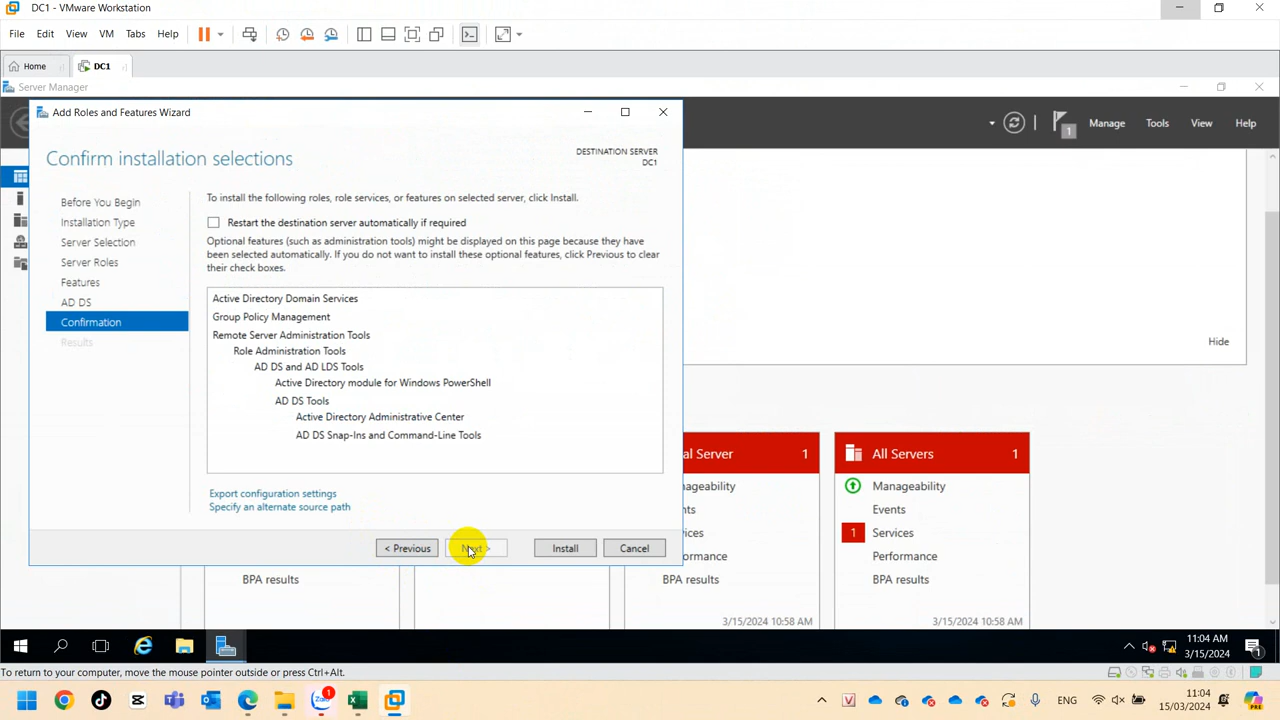 DC1 - VMware Workstation
File Edit View VM Tabs Help
Home DC1
Server Manager
Add Roles and Features Wizard
1 Manage Tools View Help
Confirm installation selections
DESTINATION SERVER
DC1
Before You Begin
Installation Type
Server Selection
Server Roles
Features
AD DS
Confirmation
Results
To install the following roles, role services, or features on selected server, click Install.
Restart the destination server automatically if required
Optional features (such as administration tools) might be displayed on this page because they have
been selected automatically. If you do not want to install these optional features, click Previous to clear
their check boxes.
Active Directory Domain Services
Group Policy Management
Remote Server Administration Tools
Role Administration Tools
AD DS and AD LDS Tools
Active Directory module for Windows PowerShell
AD DS Tools
Active Directory Administrative Center
AD DS Snap-Ins and Command-Line Tools
Export configuration settings
Specify an alternate source path
< Previous Next > Install Cancel
Hide
al Server 1
nageability
nts
ices
ormance
BPA results
3/15/2024 10:58 AM
All Servers 1
Manageability
Events
1 Services
Performance
BPA results
3/15/2024 10:58 AM
BPA results
11:04 AM
3/15/2024
1
To return to your computer, move the mouse pointer outside or press Ctrl+Alt.
1
V
ENG
11:04
15/03/2024
PRE